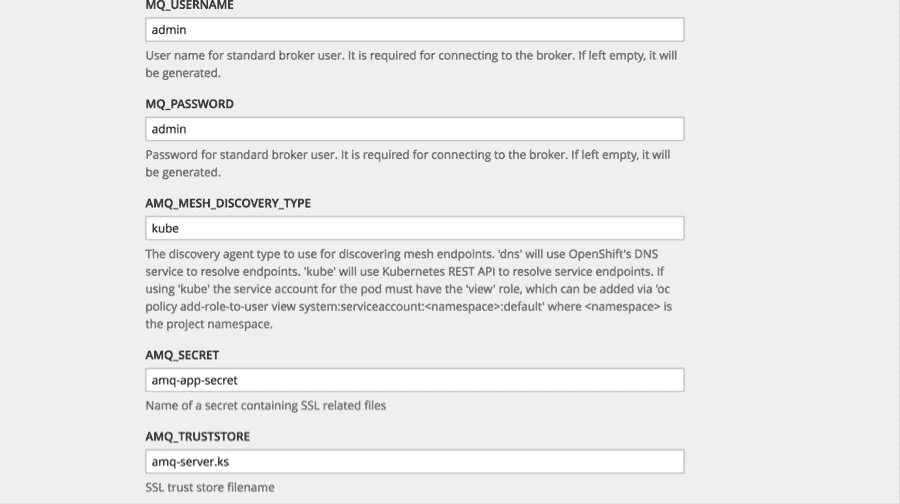 MQ_USERNAME
admin
User name for standard broker user. It is required for connecting to the broker. If left empty, it will
be generated.
MQ_PASSWORD
admin
Password for standard broker user. It is required for connecting to the broker. If left empty, it will
be generated.
AMQ_MESH_DISCOVERY_TYPE
kube
The discovery agent type to use for discovering mesh endpoints. 'dns' will use OpenShift's DNS
service to resolve endpoints. 'kube' will use Kubernetes REST API to resolve service endpoints. If
using 'kube' the service account for the pod must have the 'view' role, which can be added via 'oc
policy add-role-to-user view system:serviceaccount:<namespace>:default' where <namespace> is
the project namespace.
AMQ_SECRET
amq-app-secret
Name of a secret containing SSL related files
AMQ_TRUSTSTORE
amq-server.ks
SSL trust store filename